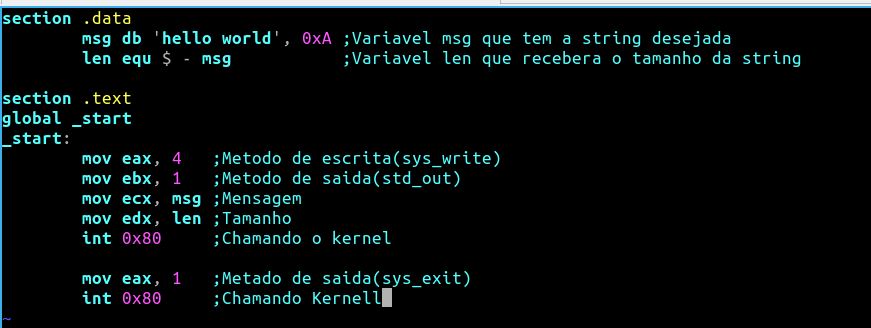 section .data
        msg db 'hello world', 0xA ;Variavel msg que tem a string desejada
        len equ $ - msg           ;Variavel len que recebera o tamanho da string

section .text
global _start
_start:
        mov eax, 4   ;Metodo de escrita(sys_write)
        mov ebx, 1   ;Metodo de saida(std_out)
        mov ecx, msg ;Mensagem
        mov edx, len ;Tamanho
        int 0x80     ;Chamando o kernel

        mov eax, 1   ;Metado de saida(sys_exit)
        int 0x80     ;Chamando Kernell
~